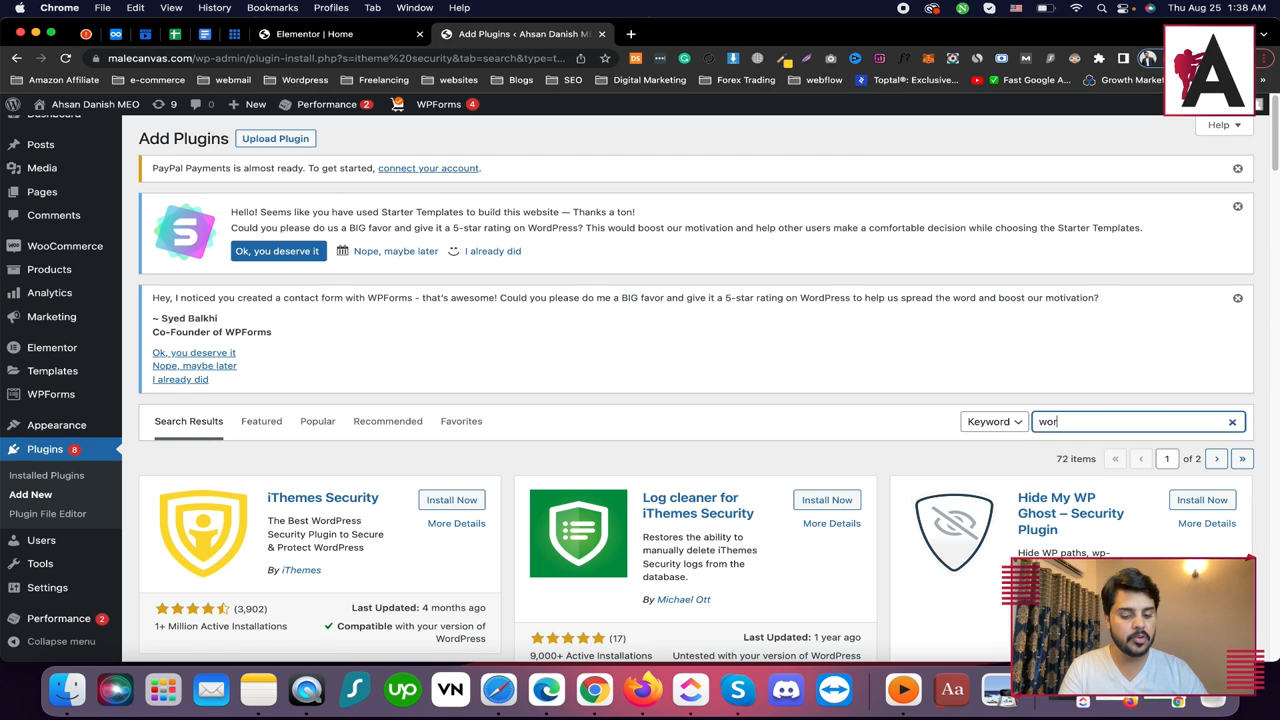 Chrome File Edit View History Bookmarks Profiles Tab Window Help
Thu Aug 25 1:38 AM
Elementor | Home
Add Plugins ‹ Ahsan Danish M
malecanvas.com/wp-admin/plugin-install.php?s=itheme%20security&tab=search&type=t...
Amazon Affiliate e-commerce webmail WordPress Freelancing websites Blogs SEO Digital Marketing Forex Trading webflow Toptal®: Exclusive... Fast Google A... Growth Market
A
Ahsan Danish MEO 9 0 New Performance 2 WPForms 4
Dashboard
Posts
Media
Pages
Comments
WooCommerce
Products
Analytics
Marketing
Elementor
Templates
WPForms
Appearance
Plugins 8
Installed Plugins
Add New
Plugin File Editor
Users
Tools
Settings
Performance 2
Collapse menu
Add Plugins Upload Plugin
Help
PayPal Payments is almost ready. To get started, connect your account.
S
Hello! Seems like you have used Starter Templates to build this website — Thanks a ton!
Could you please do us a BIG favor and give it a 5-star rating on WordPress? This would boost our motivation and help other users make a comfortable decision while choosing the Starter Templates.
Ok, you deserve it Nope, maybe later I already did
Hey, I noticed you created a contact form with WPForms - that's awesome! Could you please do me a BIG favor and give it a 5-star rating on WordPress to help us spread the word and boost our motivation?
~ Syed Balkhi
Co-Founder of WPForms
Ok, you deserve it
Nope, maybe later
I already did
Search Results Featured Popular Recommended Favorites Keyword wor
72 items « ‹ 1 of 2 › »
iThemes Security
Install Now
More Details
The Best WordPress
Security Plugin to Secure
& Protect WordPress
By iThemes
(3,902)
1+ Million Active Installations
Last Updated: 4 months ago
Compatible with your version of
WordPress
Log cleaner for
iThemes Security
Install Now
More Details
Restores the ability to
manually delete iThemes
Security logs from the
database.
By Michael Ott
(17)
9,000+ Active Installations
Last Updated: 1 year ago
Untested with your version of WordPress
Hide My WP
Ghost – Security
Plugin
Install Now
More Details
Hide WP paths, wp-
up VN Aa